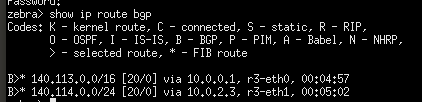 Password:
zebra> show ip route bgp
Codes: K - kernel route, C - connected, S - static, R - RIP,
O - OSPF, I - IS-IS, B - BGP, P - PIM, A - Babel, N - NHRP,
> - selected route, * - FIB route
B>* 140.113.0.0/16 [20/0] via 10.0.0.1, r3-eth0, 00:04:57
B>* 140.114.0.0/24 [20/0] via 10.0.2.3, r3-eth1, 00:05:02